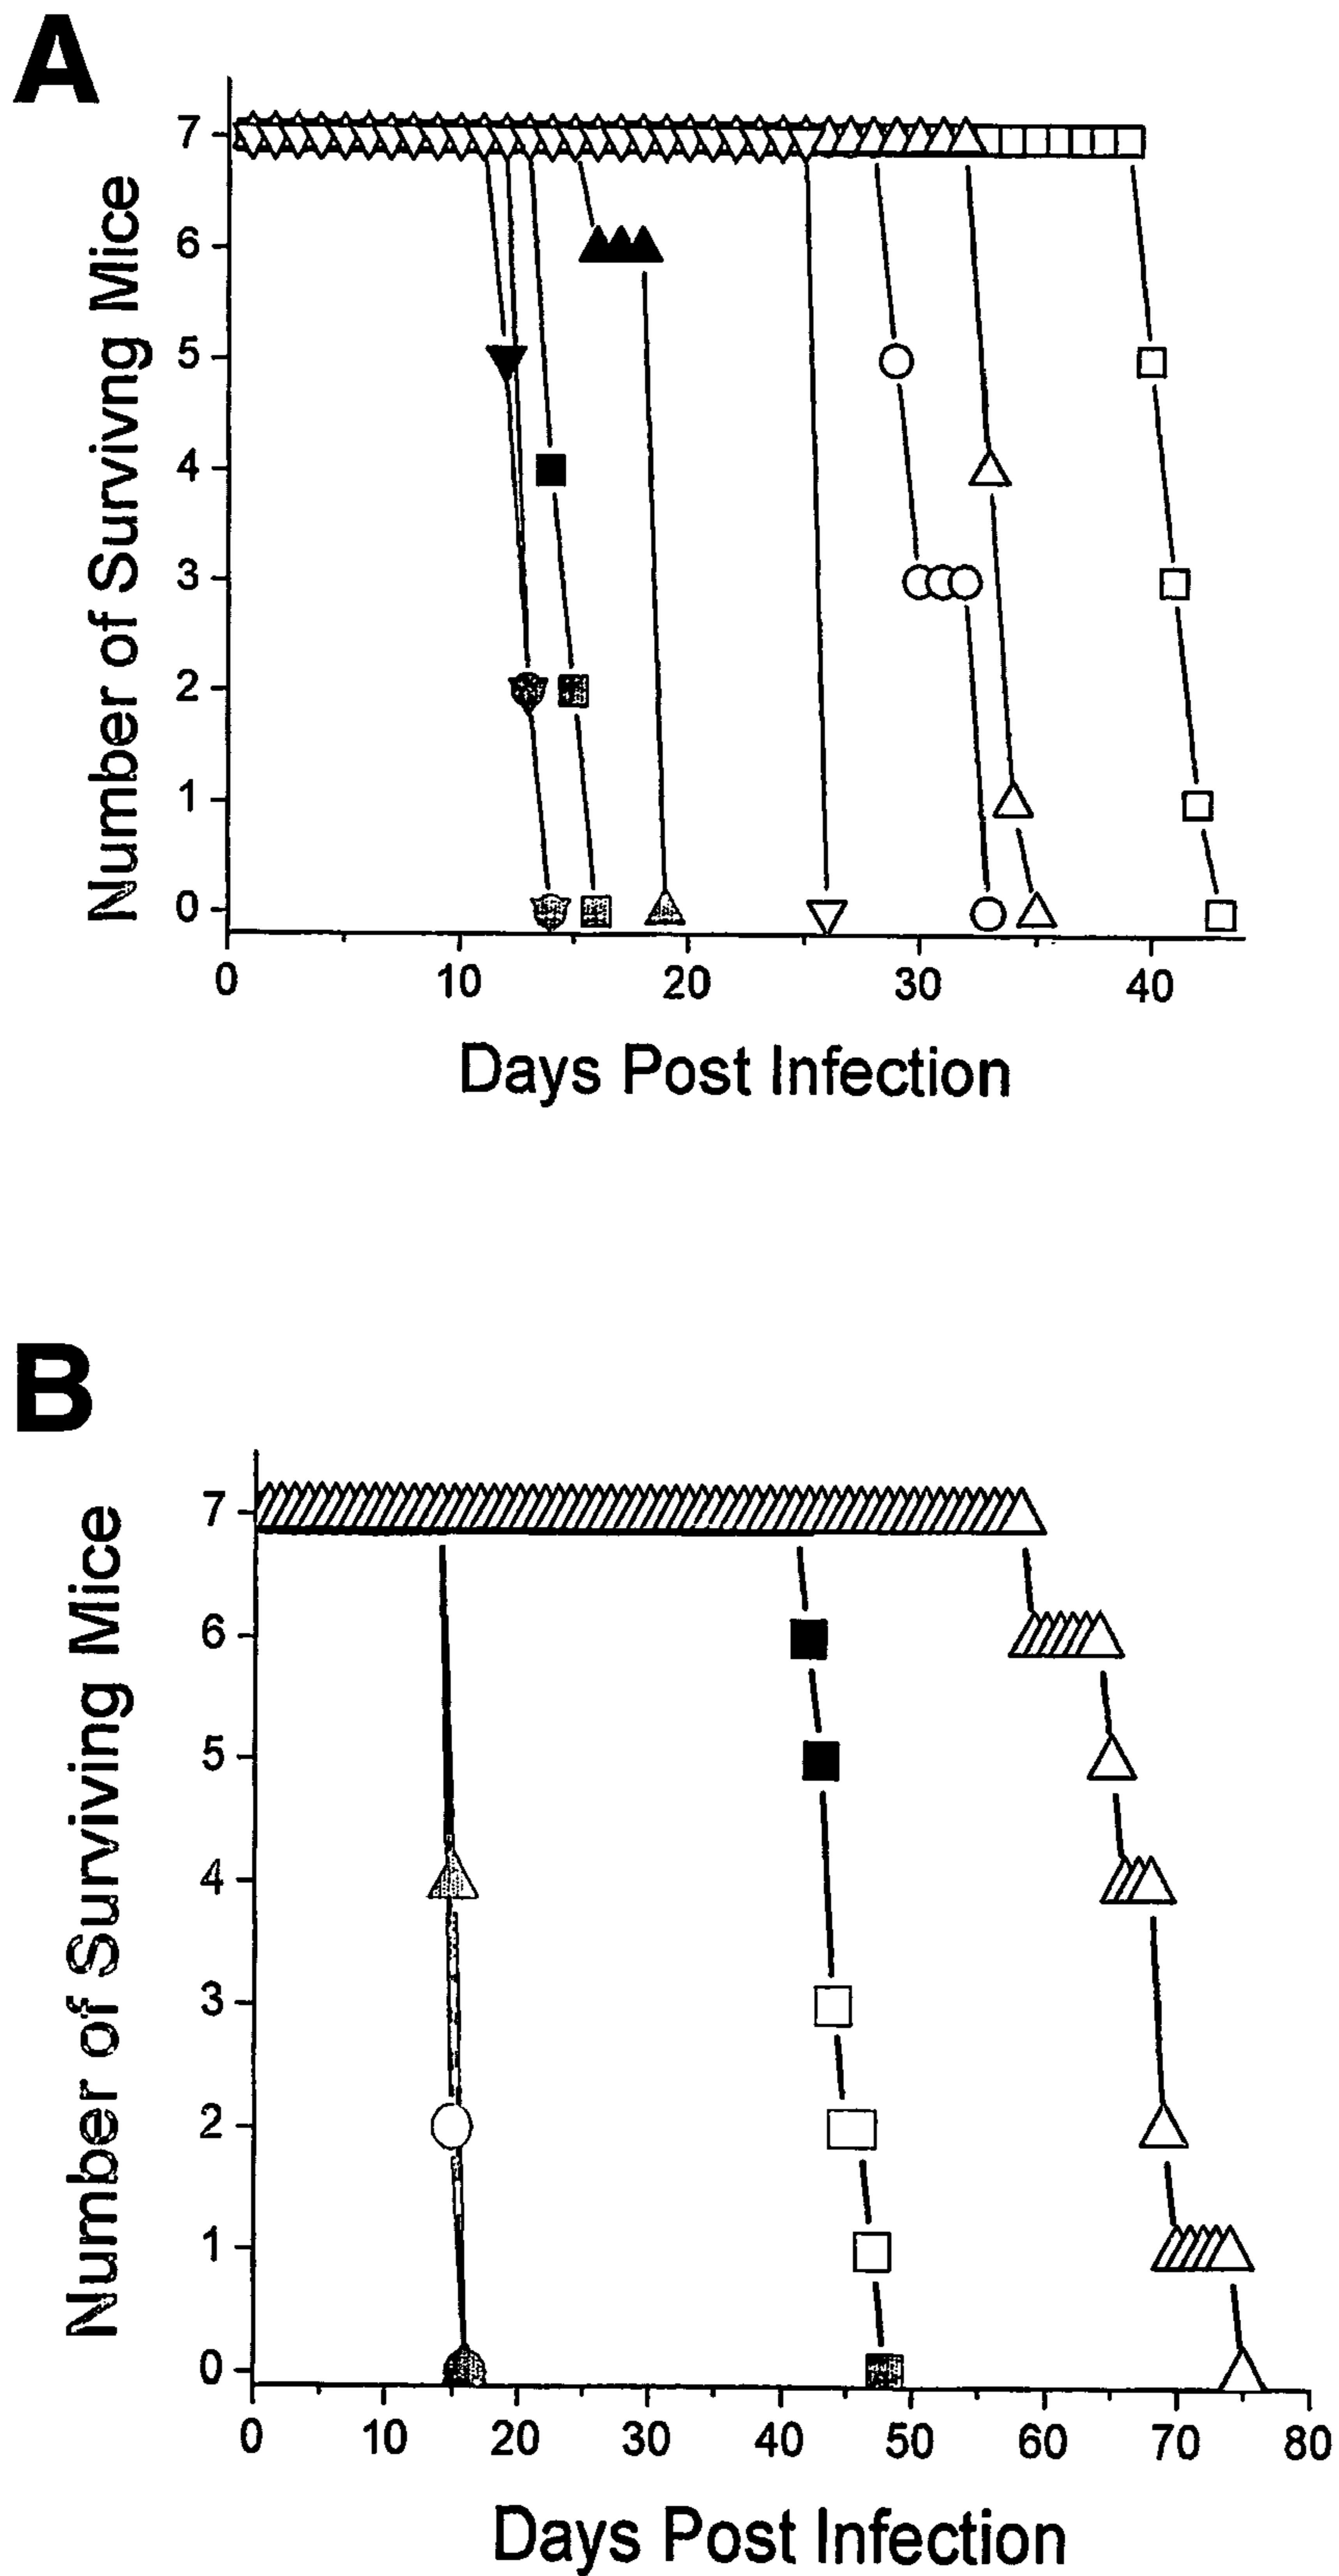 A
7
6
5
4
3
2
1
0
Number of Survivng Mice
0 10 20 30 40
Days Post Infection
B
7
6
5
4
3
2
1
0
Number of Surviving Mice
0 10 20 30 40 50 60 70 80
Days Post Infection